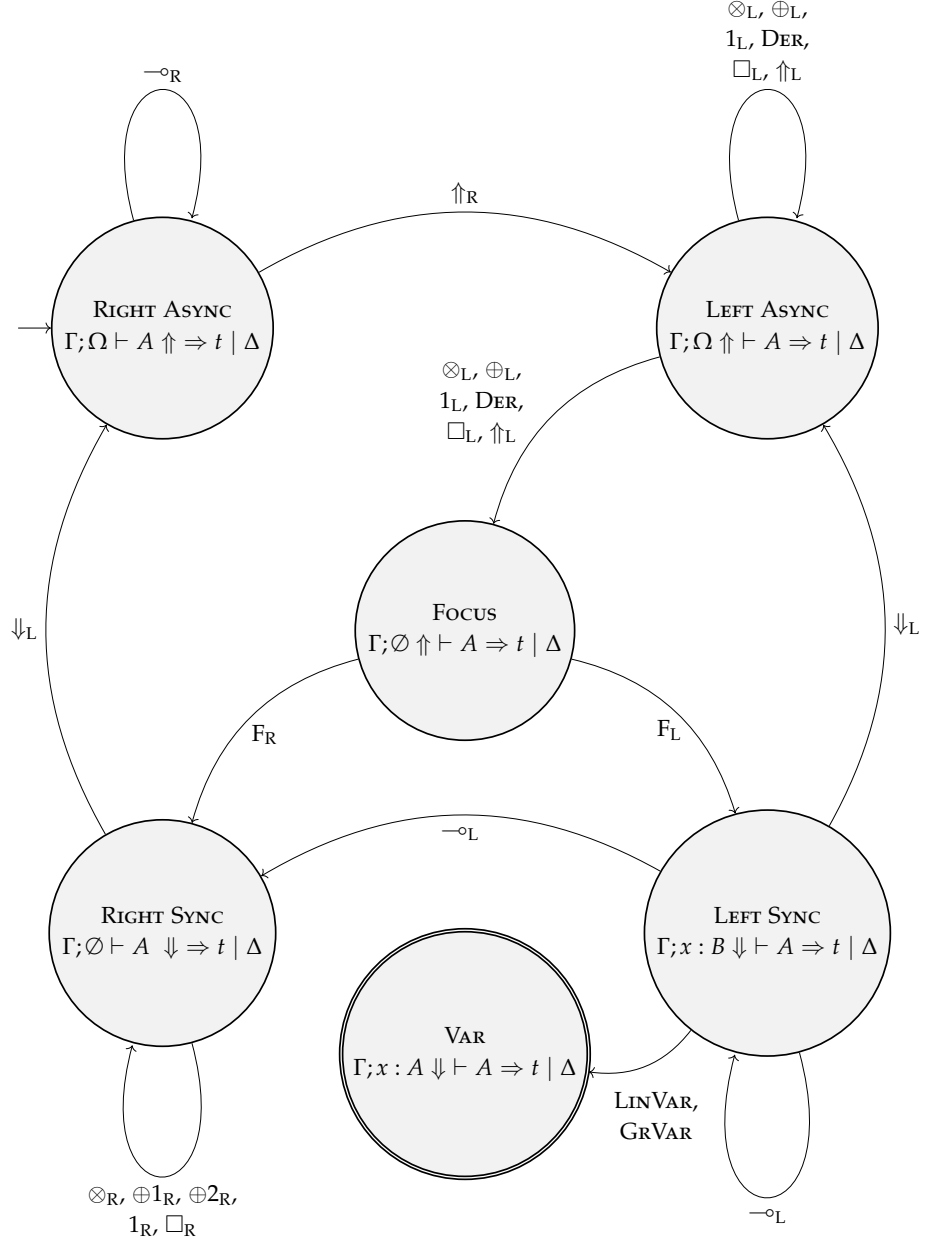 ⊗L, ⊕L,
1L, DER,
□L, ⇑L
⊸R
⇑R
RIGHT ASYNC
Γ; Ω ⊢ A ⇑ ⇒ t | Δ
LEFT ASYNC
Γ; Ω ⇑ ⊢ A ⇒ t | Δ
⊗L, ⊕L,
1L, DER,
□L, ⇑L
FOCUS
Γ; ∅ ⇑ ⊢ A ⇒ t | Δ
⇓L
⇓L
FR
FL
⊸L
RIGHT SYNC
Γ; ∅ ⊢ A ⇓ ⇒ t | Δ
LEFT SYNC
Γ; x : B ⇓ ⊢ A ⇒ t | Δ
VAR
Γ; x : A ⇓ ⊢ A ⇒ t | Δ
LINVAR,
GRVAR
⊗R, ⊕1R, ⊕2R,
1R, □R
⊸L